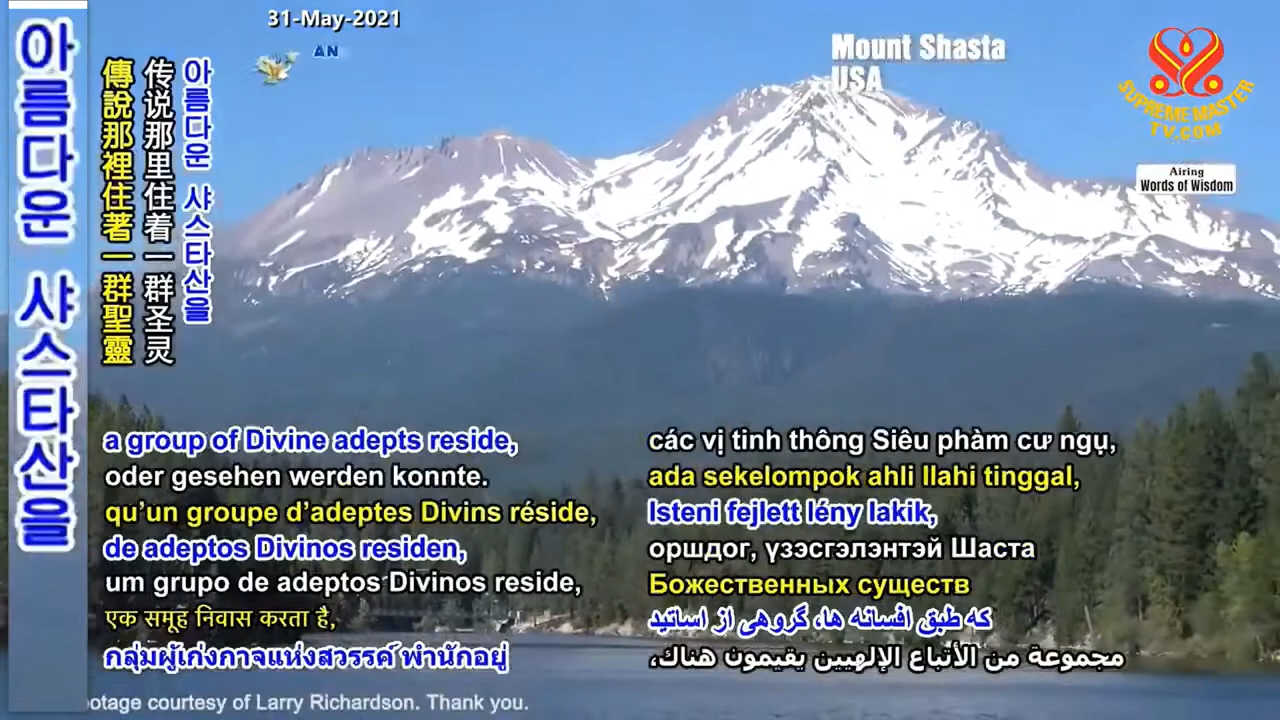 31-May-2021
AN
Mount Shasta
USA
SUPREME MASTER
TV.COM
Airing
Words of Wisdom
아름다운 샤스타산을
傳說那裡住著一群聖靈
传说那里住着一群圣灵
아름다운 샤스타산을
a group of Divine adepts reside,
oder gesehen werden konnte.
qu'un groupe d'adeptes Divins réside,
de adeptos Divinos residen,
um grupo de adeptos Divinos reside,
एक समूह निवास करता है,
กลุ่มผู้เก่งกาจแห่งสวรรค์ พำนักอยู่
các vị tinh thông Siêu phàm cư ngụ,
ada sekelompok ahli Ilahi tinggal,
Isteni fejlett lény lakik,
оршдог, үзэсгэлэнтэй Шаста
Божественных существ
که طبق افسانه ها، گروهی از اساتید
مجموعة من الأتباع الإلهيين يقيمون هناك،
ootage courtesy of Larry Richardson. Thank you.